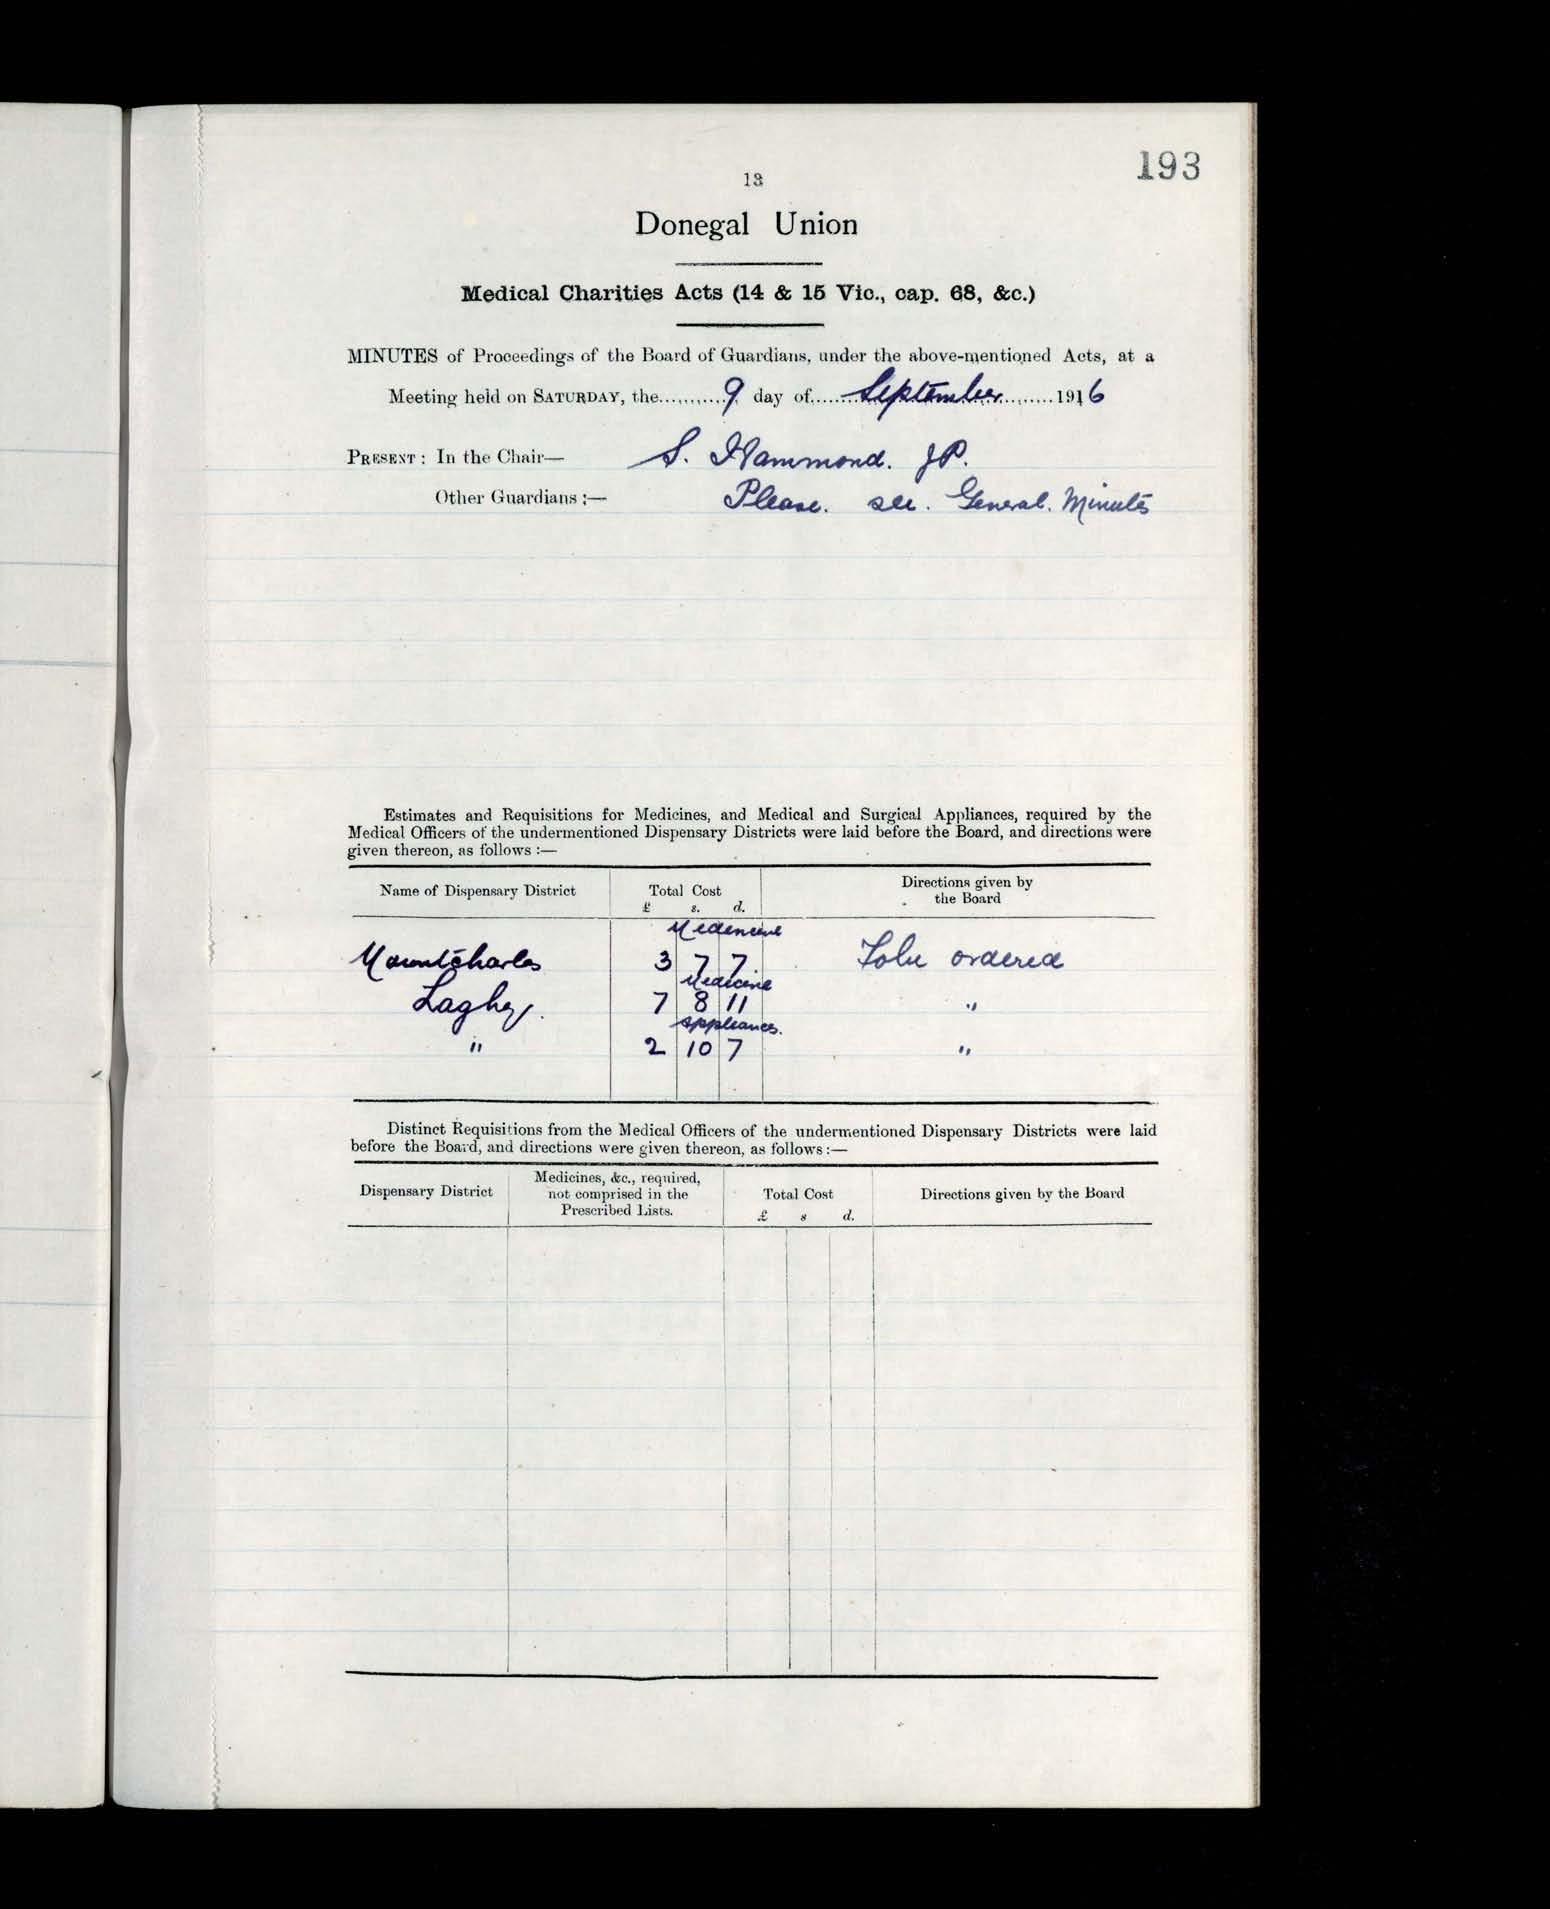 193
13
Donegal Union
Medical Charities Acts (14 & 15 Vic., cap. 68, &c.)
MINUTES of Proceedings of the Board of Guardians, under the above-mentioned Acts, at a
Meeting held on SATURDAY, the 9 day of September 1916
PRESENT: In the Chair— S. Hammond. J.P.
Other Guardians:— Please. see. General. Minutes
Estimates and Requisitions for Medicines, and Medical and Surgical Appliances, required by the
Medical Officers of the undermentioned Dispensary Districts were laid before the Board, and directions were
given thereon, as follows:—
Name of Dispensary District Total Cost £ s. d. Directions given by the Board
Medicine
Mountcharles 3 7 7 To be ordered
Medicine
Laghey. 7 8 11 "
Appliances.
" 2 10 7 "
Distinct Requisitions from the Medical Officers of the undermentioned Dispensary Districts were laid
before the Board, and directions were given thereon, as follows:—
Dispensary District Medicines, &c., required, not comprised in the Prescribed Lists. Total Cost £ s d. Directions given by the Board